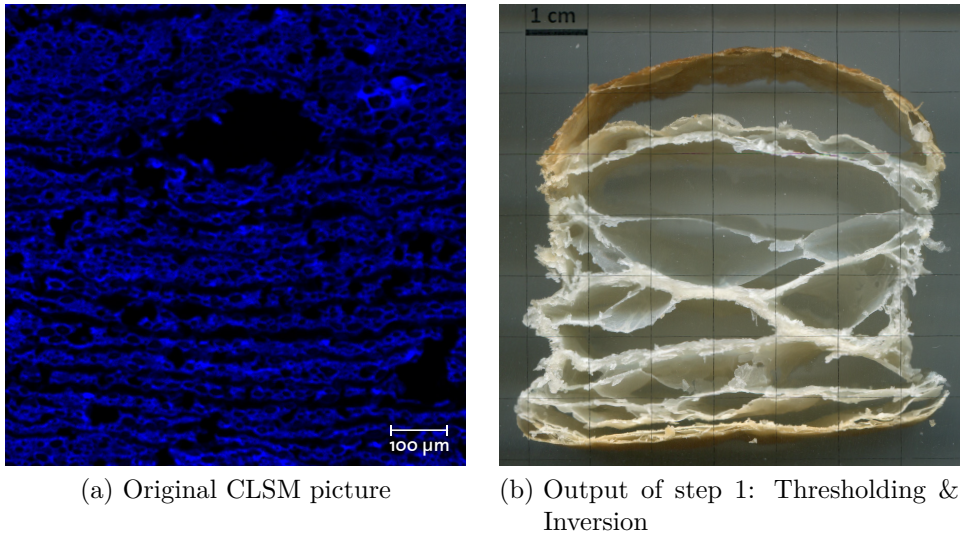 1 cm
100 μm
(a) Original CLSM picture
(b) Output of step 1: Thresholding &
Inversion